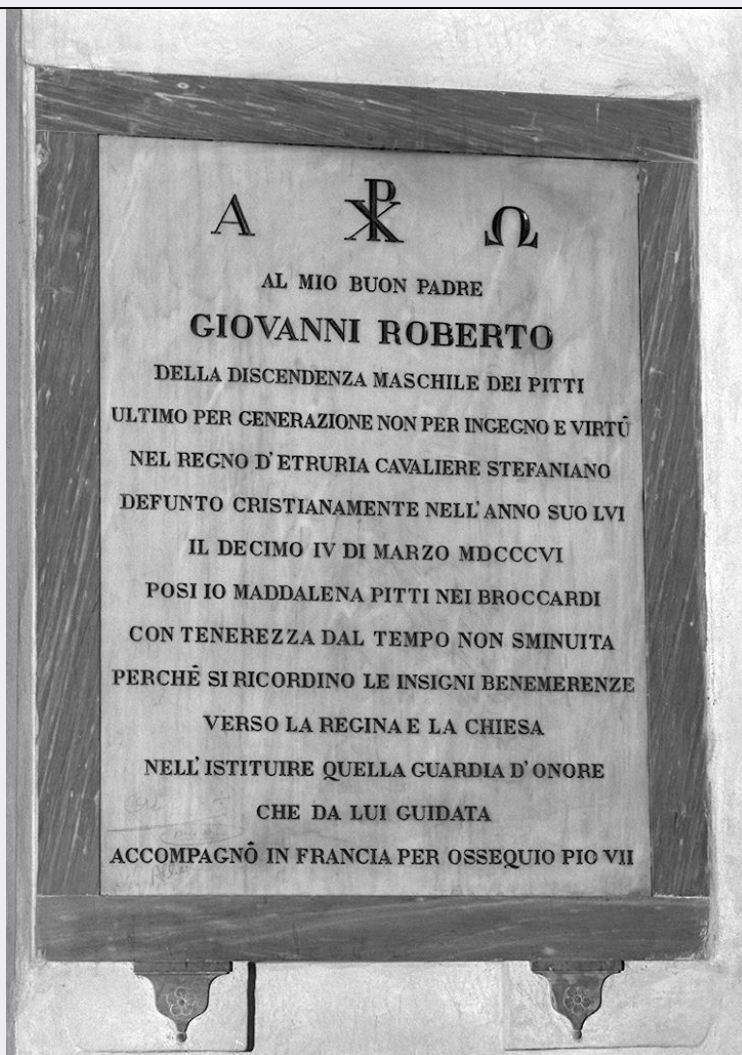 Α ☧ Ω
AL MIO BUON PADRE
GIOVANNI ROBERTO
DELLA DISCENDENZA MASCHILE DEI PITTI
ULTIMO PER GENERAZIONE NON PER INGEGNO E VIRTÛ
NEL REGNO D'ETRURIA CAVALIERE STEFANIANO
DEFUNTO CRISTIANAMENTE NELL'ANNO SUO LVI
IL DECIMO IV DI MARZO MDCCCVI
POSI IO MADDALENA PITTI NEI BROCCARDI
CON TENEREZZA DAL TEMPO NON SMINUITA
PERCHÊ SI RICORDINO LE INSIGNI BENEMERENZE
VERSO LA REGINA E LA CHIESA
NELL'ISTITUIRE QUELLA GUARDIA D'ONORE
CHE DA LUI GUIDATA
ACCOMPAGNÔ IN FRANCIA PER OSSEQUIO PIO VII